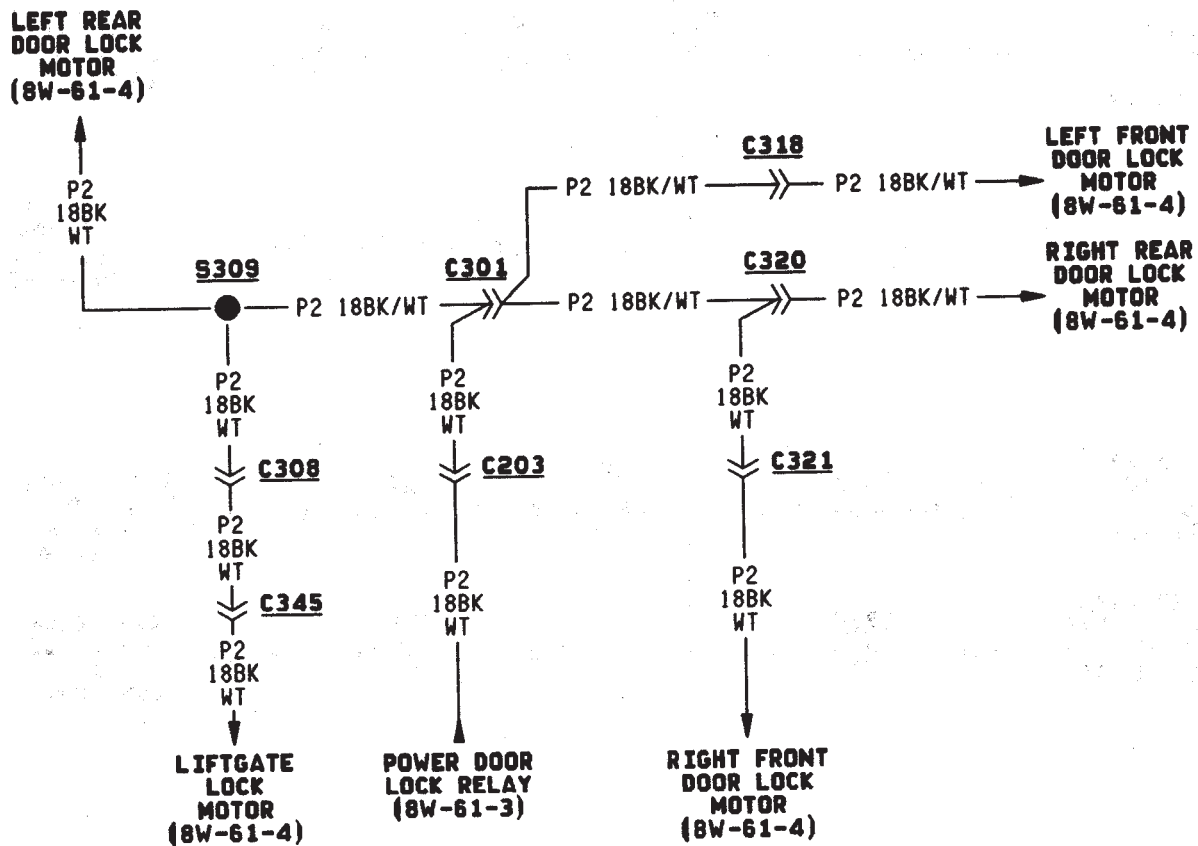 LEFT REAR
DOOR LOCK
MOTOR
(8W-61-4)
P2
18BK
WT
S309
P2 18BK/WT
C301
P2 18BK/WT
C318
P2 18BK/WT
LEFT FRONT
DOOR LOCK
MOTOR
(8W-61-4)
P2 18BK/WT
C320
P2 18BK/WT
RIGHT REAR
DOOR LOCK
MOTOR
(8W-61-4)
P2
18BK
WT
C308
P2
18BK
WT
C345
P2
18BK
WT
LIFTGATE
LOCK
MOTOR
(8W-61-4)
P2
18BK
WT
C203
P2
18BK
WT
POWER DOOR
LOCK RELAY
(8W-61-3)
P2
18BK
WT
C321
P2
18BK
WT
RIGHT FRONT
DOOR LOCK
MOTOR
(8W-61-4)